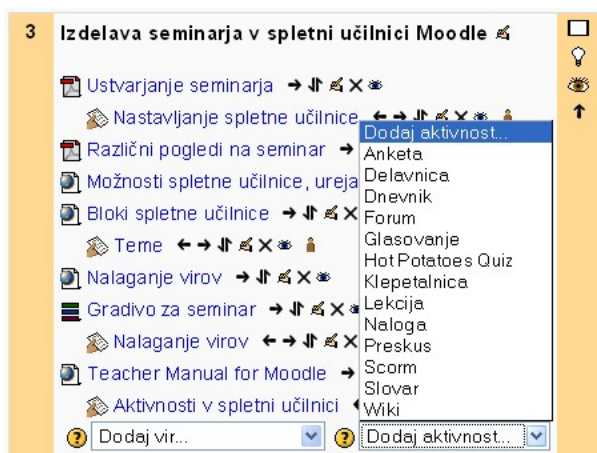 3 Izdelava seminarja v spletni učilnici Moodle
Ustvarjanje seminarja
Nastavljanje spletne učilnice
Različni pogledi na seminar
Možnosti spletne učilnice, ureja
Bloki spletne učilnice
Teme
Nalaganje virov
Gradivo za seminar
Nalaganje virov
Teacher Manual for Moodle
Aktivnosti v spletni učilnici
Dodaj vir...
Dodaj aktivnost...
Dodaj aktivnost...
Anketa
Delavnica
Dnevnik
Forum
Glasovanje
Hot Potatoes Quiz
Klepetalnica
Lekcija
Naloga
Preskus
Scorm
Slovar
Wiki